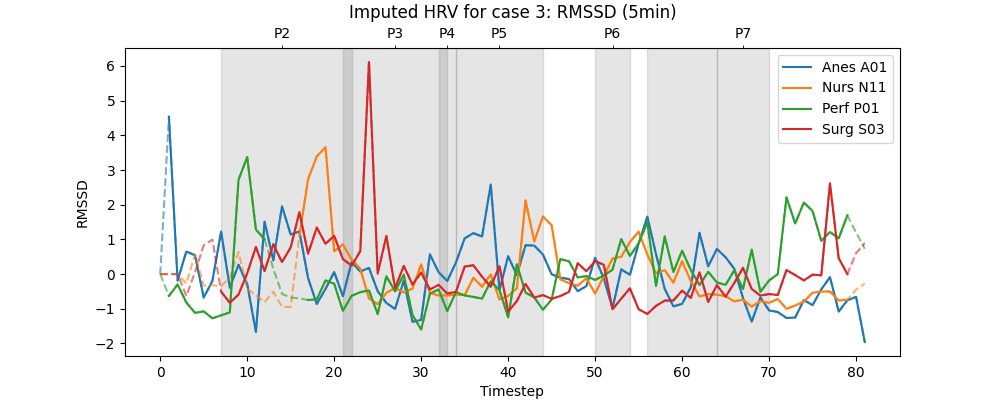 Imputed HRV for case 3: RMSSD (5min)
P2 P3 P4 P5 P6 P7
Anes A01
Nurs N11
Perf P01
Surg S03
RMSSD
6
5
4
3
2
1
0
−1
−2
0 10 20 30 40 50 60 70 80
Timestep